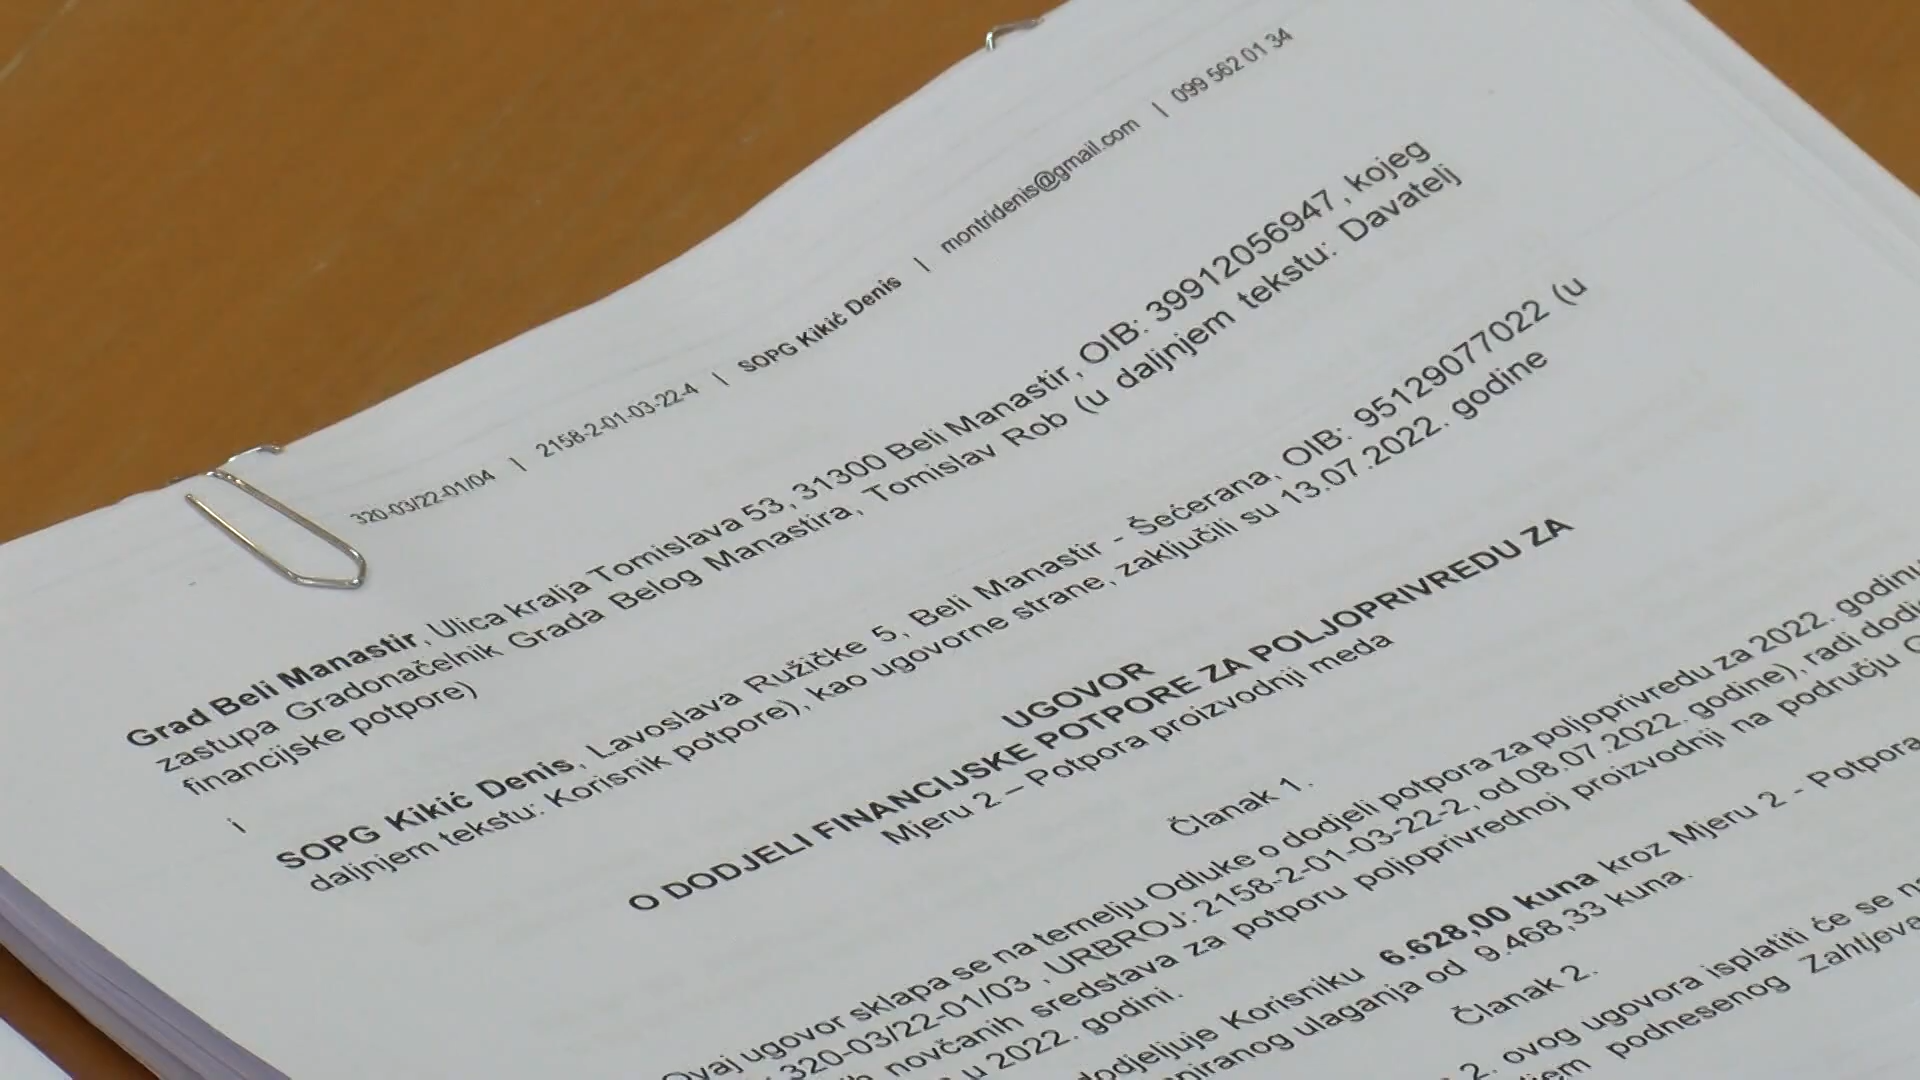 320-03/22-01/04 | 2158-2-01-03-22-4 | SOPG Kikić Denis | montridenis@gmail.com | 099 562 01 34
Grad Beli Manastir, Ulica kralja Tomislava 53, 31300 Beli Manastir, OIB: 39912056947, kojeg
zastupa Gradonačelnik Grada Belog Manastira, Tomislav Rob (u daljnjem tekstu: Davatelj
financijske potpore)
i
SOPG Kikić Denis, Lavoslava Ružičke 5, Beli Manastir - Šećerana, OIB: 95129077022 (u
daljnjem tekstu: Korisnik potpore), kao ugovorne strane, zaključili su 13.07.2022. godine
UGOVOR
O DODJELI FINANCIJSKE POTPORE ZA POLJOPRIVREDU ZA
Mjeru 2 – Potpora proizvodnji meda
Članak 1.
Ovaj ugovor sklapa se na temelju Odluke o dodjeli potpora za poljoprivredu za 2022. godinu
320-03/22-01/03 , URBROJ: 2158-2-01-03-22-2, od 08.07.2022. godine), radi
novčanih sredstava za potporu poljoprivrednoj proizvodnji na području
u 2022. godini.
dodjeljuje Korisniku 6.628,00 kuna kroz Mjeru 2 - Potpora
ulaganja od 9.468,33 kuna.
Članak 2.
2. ovog ugovora isplatiti će se
podnesenog